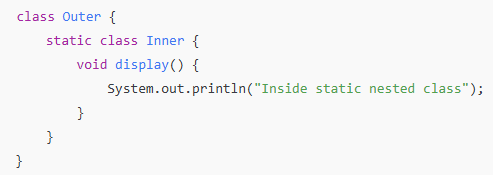 class Outer {
    static class Inner {
        void display() {
            System.out.println("Inside static nested class");
        }
    }
}